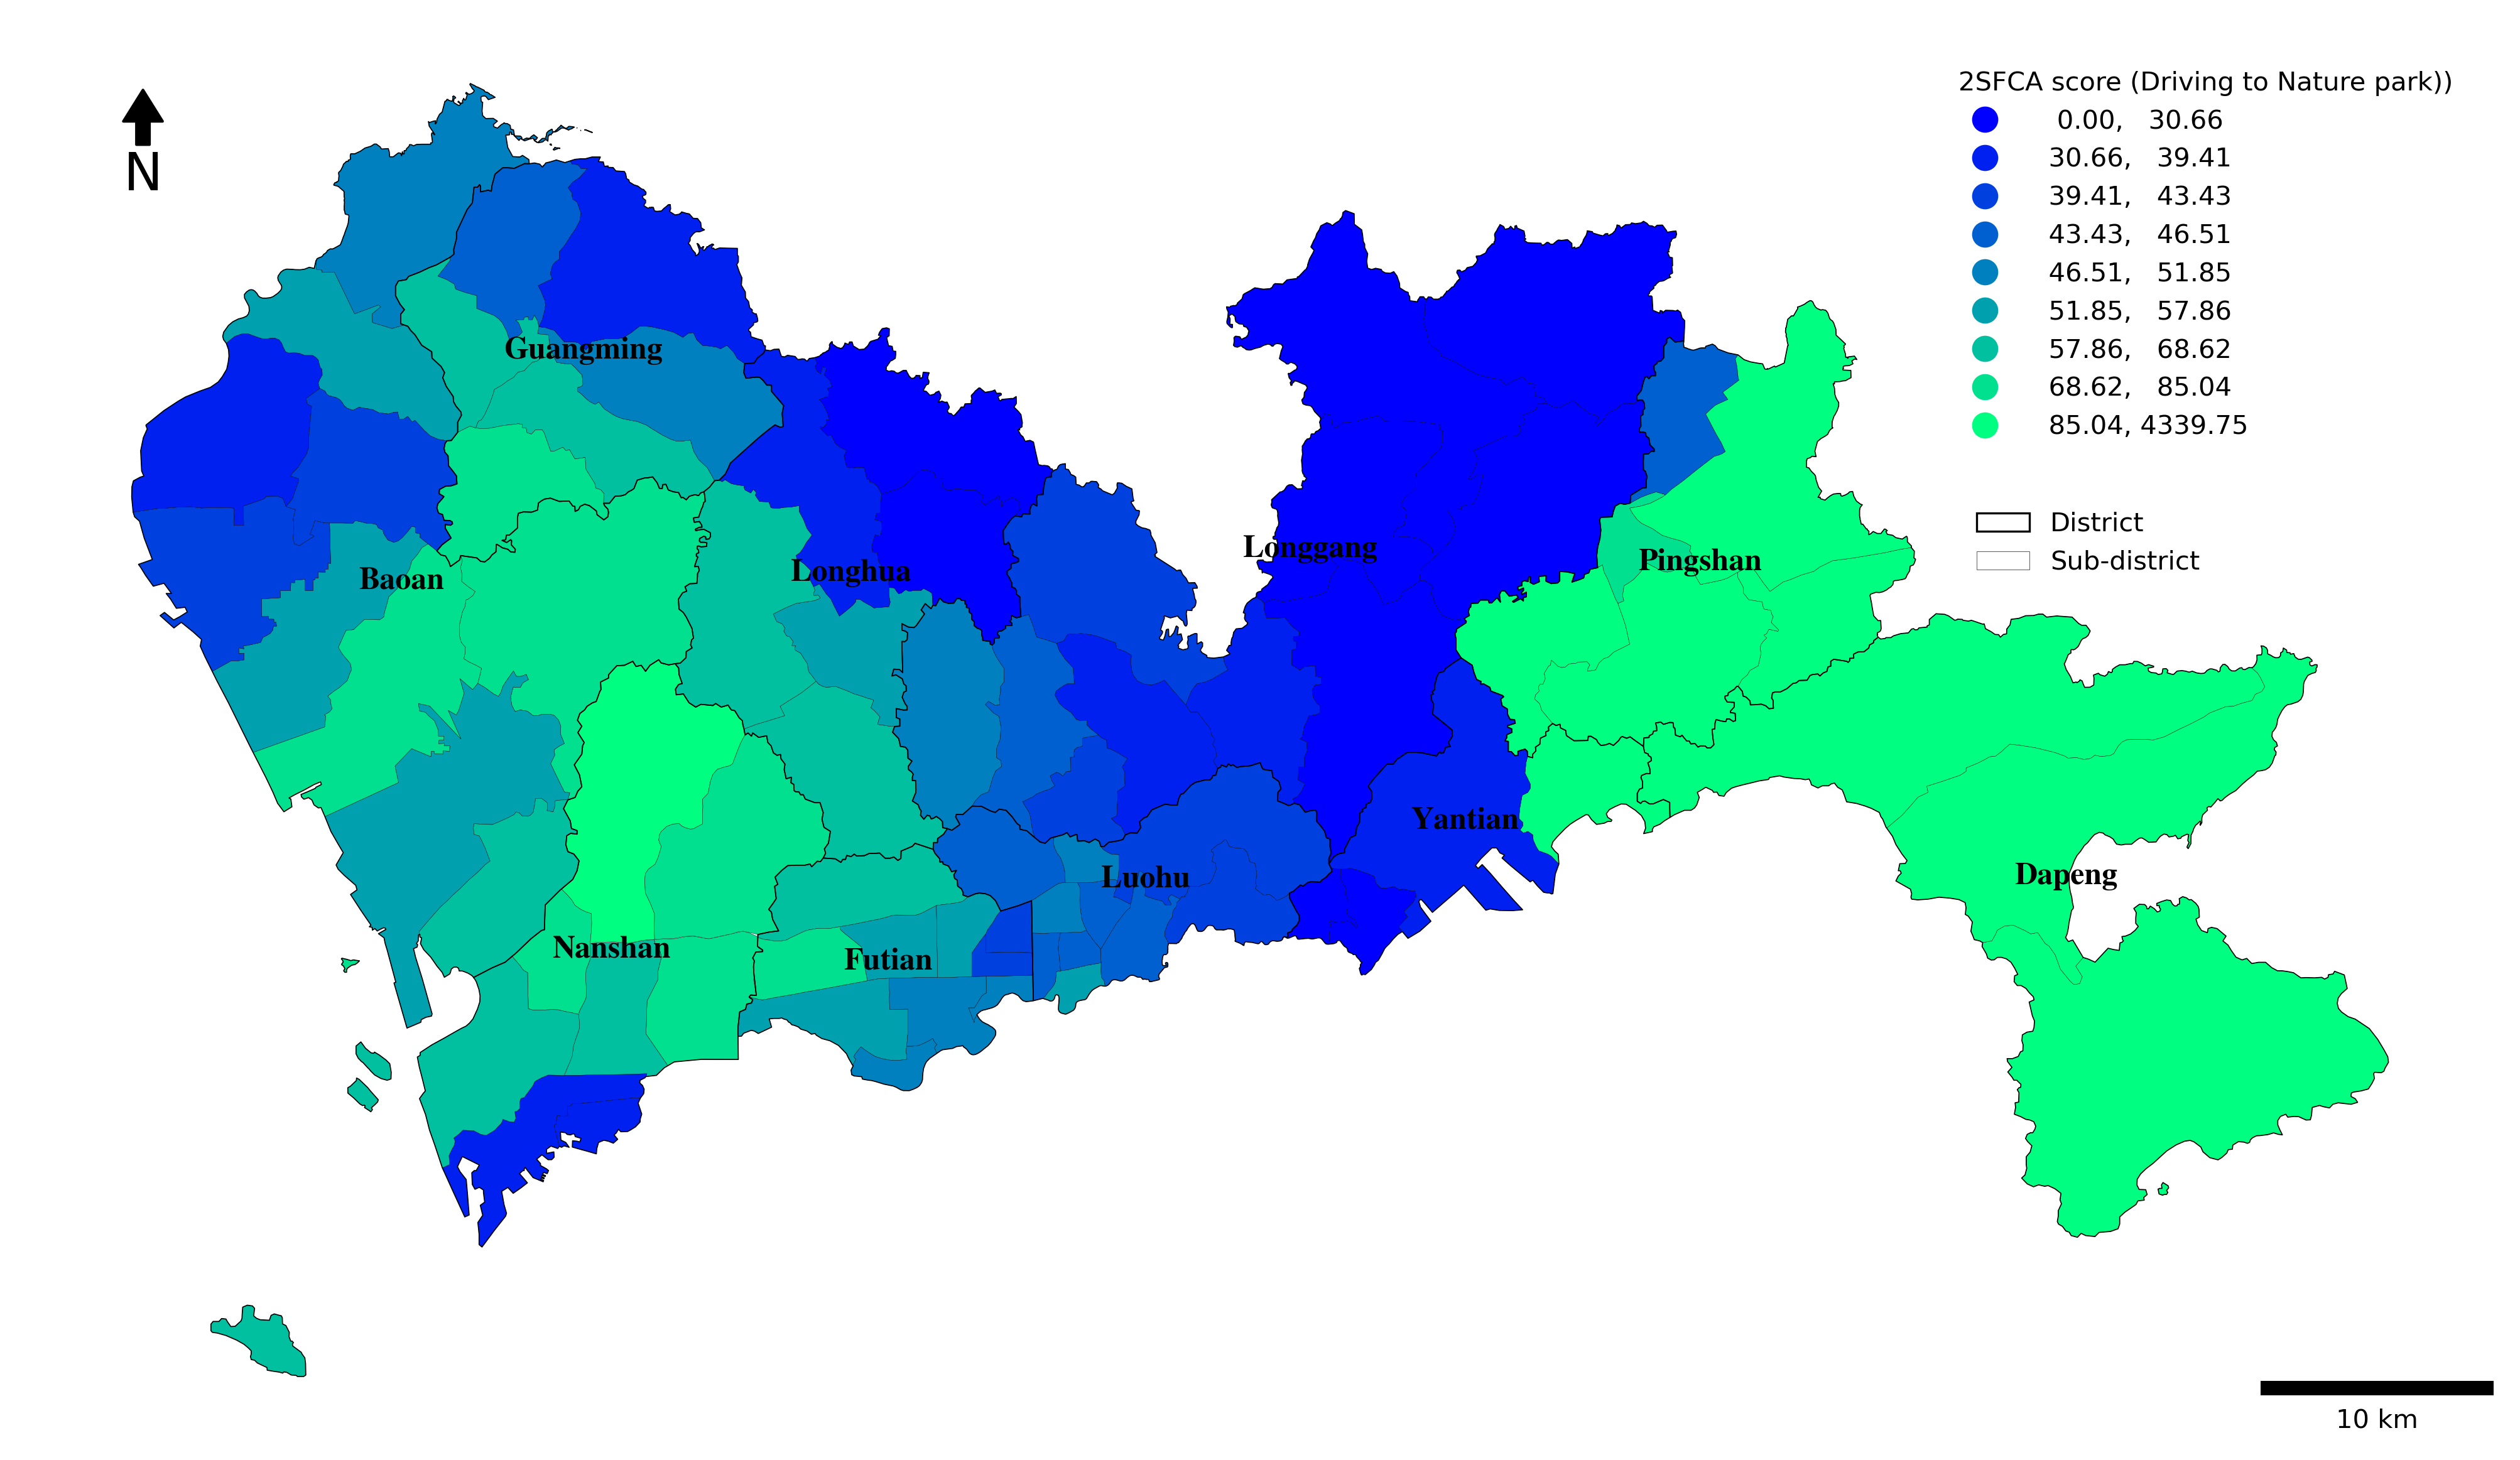 2SFCA score (Driving to Nature park))
0.00, 30.66
30.66, 39.41
39.41, 43.43
43.43, 46.51
46.51, 51.85
51.85, 57.86
57.86, 68.62
68.62, 85.04
85.04, 4339.75
District
Sub-district
N
Guangming
Baoan
Longhua
Longgang
Pingshan
Yantian
Luohu
Dapeng
Nanshan
Futian
10 km